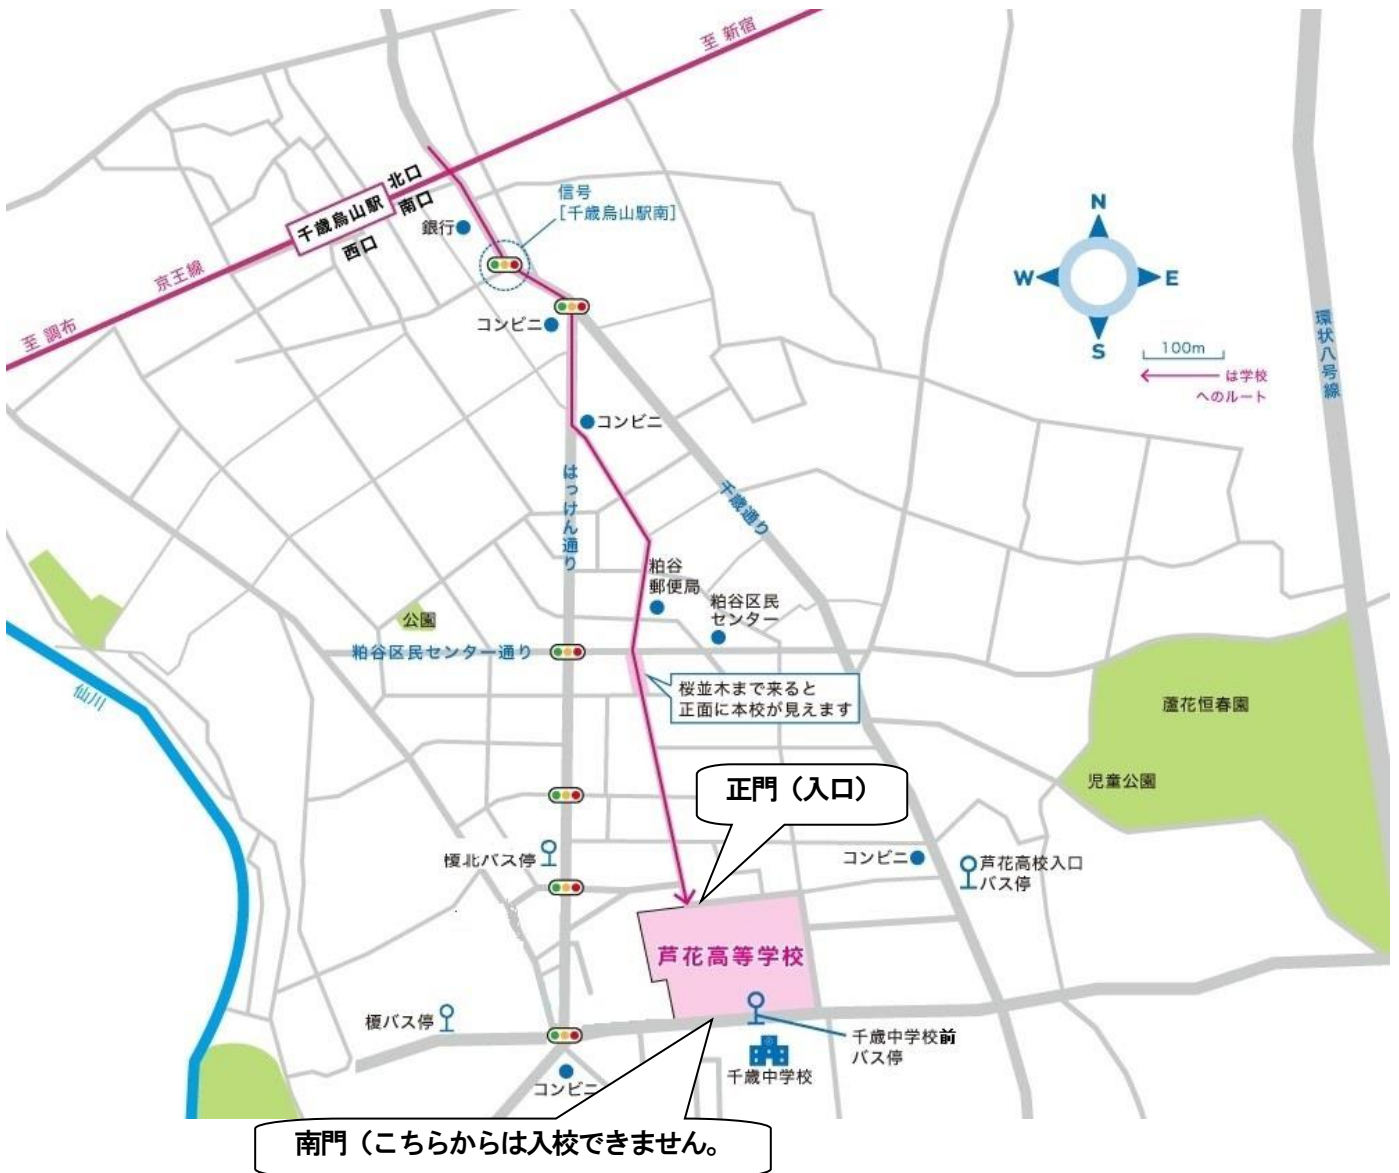 至 新宿
北口
千歳烏山駅
南口
西口
京王線
至 調布
銀行
信号
[千歳烏山駅南]
コンビニ
コンビニ
N
W
E
S
100m
は学校
へのルート
環状八号線
はっけん通り
千歳通り
粕谷
郵便局
粕谷区民
センター
公園
粕谷区民センター通り
仙川
桜並木まで来ると
正面に本校が見えます
蘆花恒春園
児童公園
正門（入口）
榎北バス停
コンビニ
芦花高校入口
バス停
芦花高等学校
榎バス停
千歳中学校前
バス停
千歳中学校
コンビニ
南門（こちらからは入校できません。